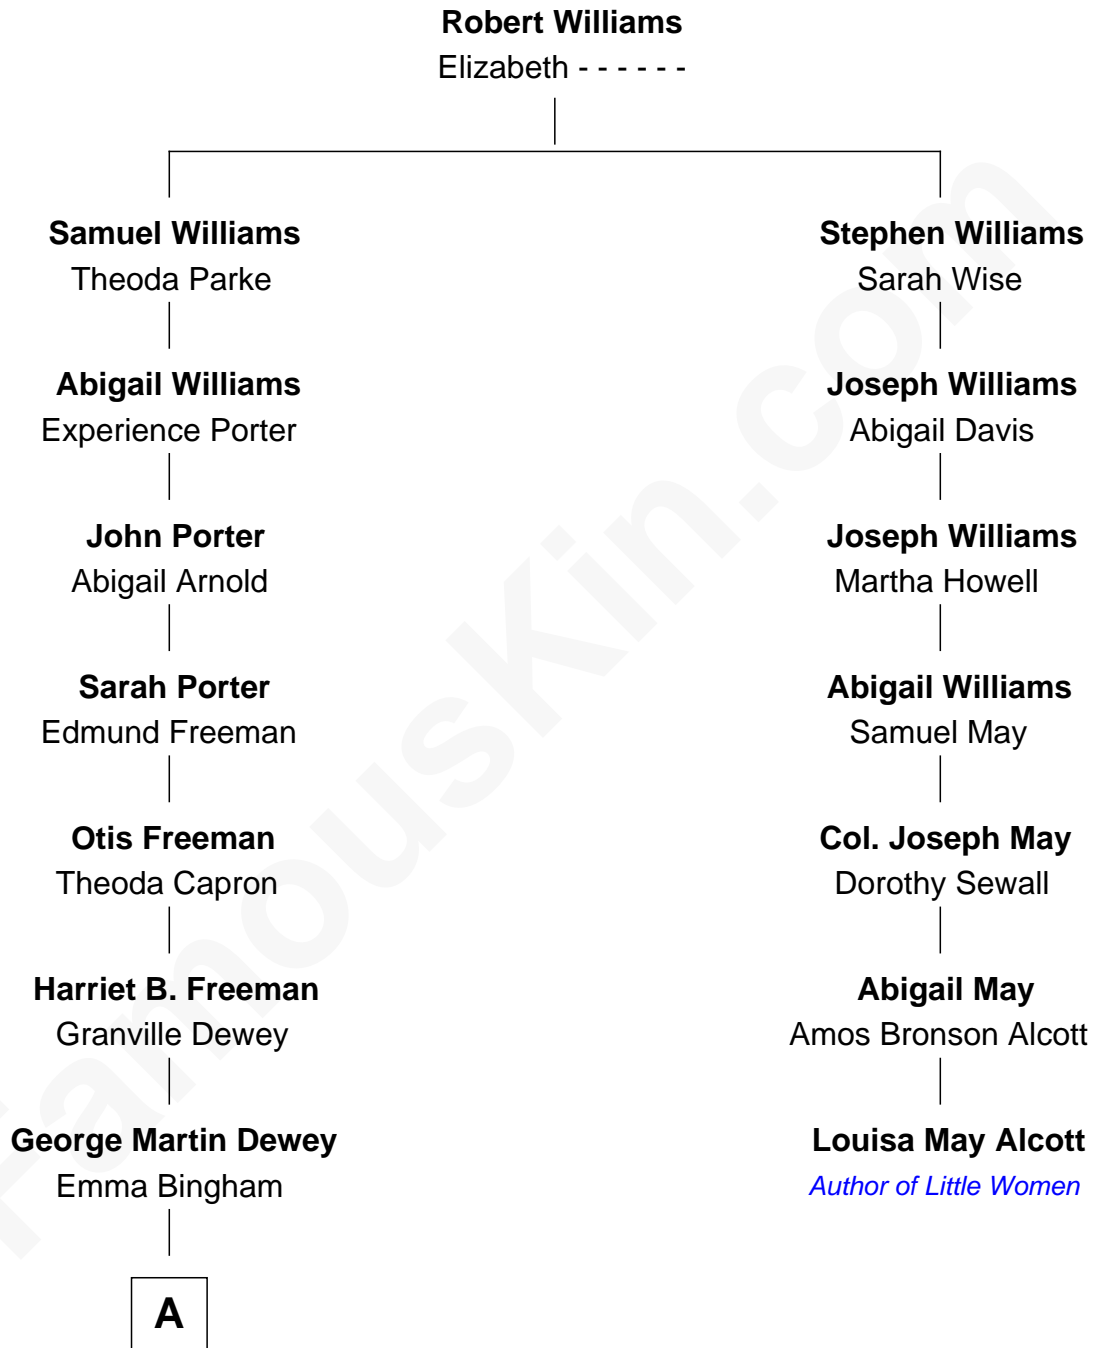 Robert Williams
Elizabeth - - - - - -
Samuel Williams
Theoda Parke
Stephen Williams
Sarah Wise
Abigail Williams
Experience Porter
Joseph Williams
Abigail Davis
John Porter
Abigail Arnold
Joseph Williams
Martha Howell
Sarah Porter
Edmund Freeman
Abigail Williams
Samuel May
Otis Freeman
Theoda Capron
Col. Joseph May
Dorothy Sewall
Harriet B. Freeman
Granville Dewey
Abigail May
Amos Bronson Alcott
George Martin Dewey
Emma Bingham
Louisa May Alcott
Author of Little Women
A
FamousKin.com